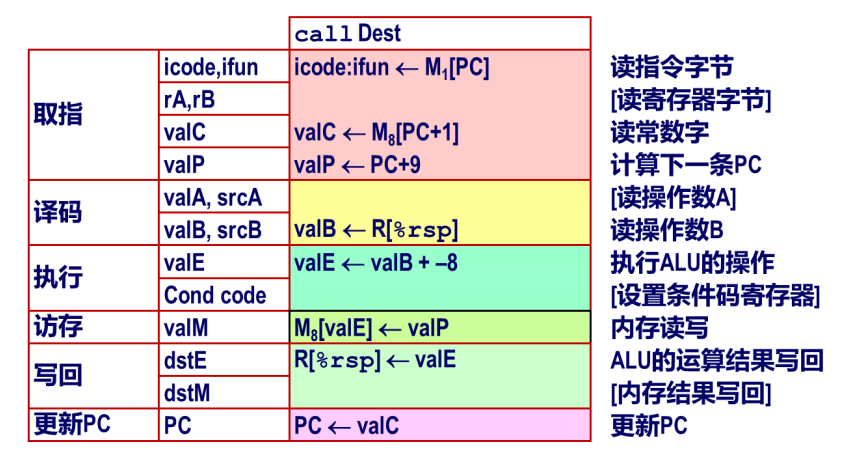 call Dest
取指 icode,ifun icode:ifun ← M₁[PC] 读指令字节
rA,rB [读寄存器字节]
valC valC ← M₈[PC+1] 读常数字
valP valP ← PC+9 计算下一条PC
译码 valA, srcA [读操作数A]
valB, srcB valB ← R[%rsp] 读操作数B
执行 valE valE ← valB + –8 执行ALU的操作
Cond code [设置条件码寄存器]
访存 valM M₈[valE] ← valP 内存读写
写回 dstE R[%rsp] ← valE ALU的运算结果写回
dstM [内存结果写回]
更新PC PC PC ← valC 更新PC